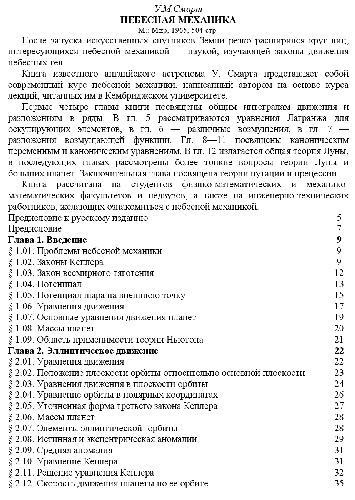 У.М Смарт
НЕБЕСНАЯ МЕХАНИКА
М.: Мир, 1965, 504 стр
После запуска искусственных спутников Земли резко расширился круг лиц,
интересующихся небесной механикой — наукой, изучающей законы движения
небесных тел
Книга известного английского астронома У. Смарта представляет собой
современный курс небесной механики, написанный автором на основе курса
лекций, читанных им в Кембриджском университете.
Первые четыре главы книги посвящены общим интегралам движения и
разложениям в ряды. В гл. 5 рассматриваются уравнения Лагранжа для
оскулирующих элементов, в гл. 6 — различные возмущения, в гл 7 —
разложения возмущающей функции. Гл. 8—11 посвящены каноническим
переменным и каноническим уравнениям. В гл. 12 излагается общая теория Луны,
в последующих главах рассмотрены более тонкие вопросы теории Луны и
больших планет. Заключительная глава посвящена теории нутации и прецессии
Книга рассчитана на студентов физико-математических и механико-
математических факультетов и педвузов, а также на инженерно-технических
работников, желающих ознакомиться с небесной механикой.
Предисловие к русскому изданию 5
Предисловие 7
Глава 1. Введение 9
§ 1.01. Проблемы небесной механики 9
§ 1.02. Законы Кеплера 9
§ 1.03. Закон всемирного тяготения 12
§ 1.04. Потенциал 13
§ 1.05. Потенциал шара на внешнюю точку 15
§ 1.06. Уравнения движения 17
§ 1.07. Основные уравнения движения планет 19
§ 1.08. Массы планет 20
§ 1.09. Область применимости теории Ньютона 21
Глава 2. Эллиптическое движение 22
§ 2.01. Уравнения движения 22
§ 2.02. Положение плоскости орбиты относительно основной плоскости 23
§ 2.03. Уравнения движения в плоскости орбиты 24
§ 2.04. Уравнение орбиты в полярных координатах 26
§ 2.05. Уточненная форма третьего закона Кеплера 27
§ 2.06. Массы планет 28
§ 2.07. Элементы эллиптической орбиты 28
§ 2.08. Истинная и эксцентрическая аномалии 29
§ 2.09. Средняя аномалия 31
§ 2.10. Уравнение Кеплера 31
§ 2.11. Решение уравнения Кеплера 32
§ 2.12. Скорость движения планеты по ее орбите 35